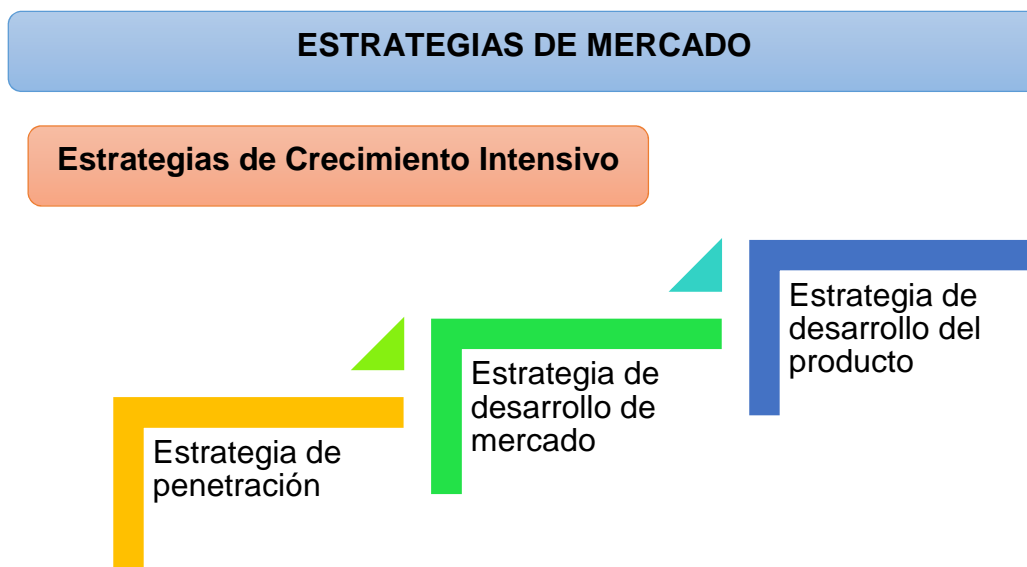 ESTRATEGIAS DE MERCADO
Estrategias de Crecimiento Intensivo
Estrategia de
penetración
Estrategia de
desarrollo de
mercado
Estrategia de
desarrollo del
producto